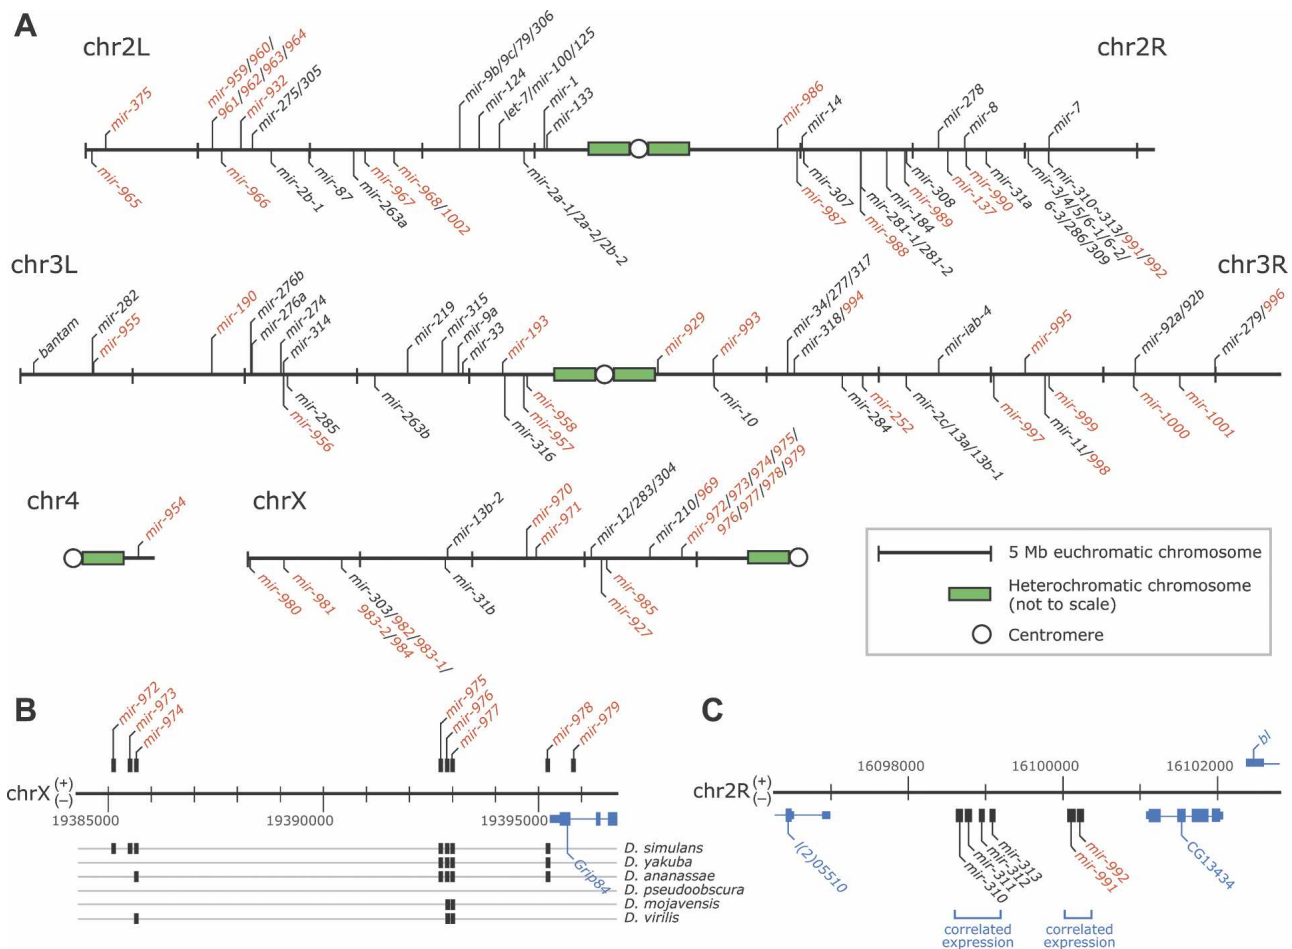 A
chr2L
chr2R
mir-375
mir-959/960/
961/962/963/964
mir-932
mir-275/305
mir-9b/9c/79/306
mir-124
let-7/mir-100/125
mir-1
mir-133
mir-986
mir-14
mir-278
mir-8
mir-7
mir-965
mir-966
mir-2b-1
mir-87
mir-263a
mir-967
mir-968/1002
mir-2a-1/2a-2/2b-2
mir-307
mir-987
mir-281-1/281-2
mir-988
mir-184
mir-989
mir-308
mir-137
mir-990
mir-31a
mir-3/4/5/6-1/6-2/
6-3/286/309
mir-310~313/991/992
chr3L
chr3R
bantam
mir-282
mir-955
mir-190
mir-276b
mir-276a
mir-274
mir-314
mir-219
mir-315
mir-9a
mir-33
mir-193
mir-929
mir-993
mir-34/277/317
mir-318/994
mir-iab-4
mir-995
mir-92a/92b
mir-279/996
mir-285
mir-956
mir-263b
mir-958
mir-957
mir-316
mir-10
mir-284
mir-252
mir-2c/13a/13b-1
mir-997
mir-999
mir-11/998
mir-1000
mir-1001
chr4
chrX
mir-954
mir-13b-2
mir-970
mir-971
mir-12/283/304
mir-210/969
mir-972/973/974/975/
976/977/978/979
mir-980
mir-981
mir-303/982/983-1/
983-2/984
mir-31b
mir-985
mir-927
5 Mb euchromatic chromosome
Heterochromatic chromosome
(not to scale)
Centromere
B
mir-972
mir-973
mir-974
mir-975
mir-976
mir-977
mir-978
mir-979
chrX
(+)
(–)
19385000
19390000
19395000
Grip84
D. simulans
D. yakuba
D. ananassae
D. pseudoobscura
D. mojavensis
D. virilis
C
bl
16098000
16100000
16102000
chr2R
(+)
(–)
l(2)05510
mir-313
mir-312
mir-311
mir-310
mir-992
mir-991
CG13434
correlated
expression
correlated
expression